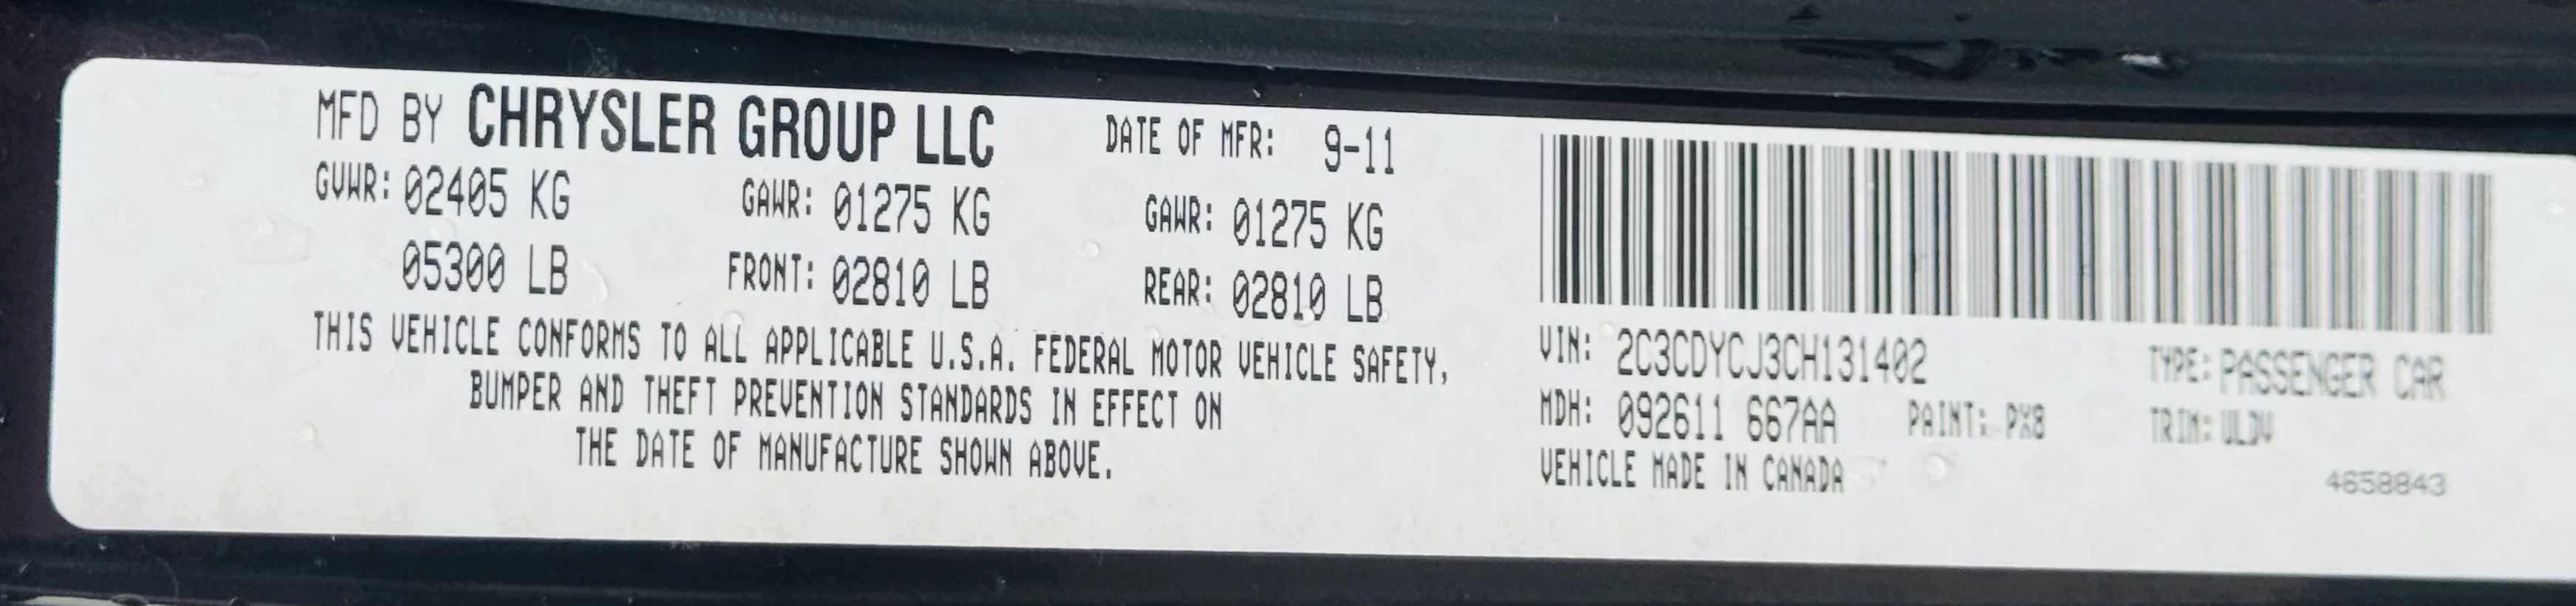 MFD BY CHRYSLER GROUP LLC DATE OF MFR: 9-11
GVWR: 02405 KG GAWR: 01275 KG GAWR: 01275 KG
05300 LB FRONT: 02810 LB REAR: 02810 LB
THIS VEHICLE CONFORMS TO ALL APPLICABLE U.S.A. FEDERAL MOTOR VEHICLE SAFETY,
BUMPER AND THEFT PREVENTION STANDARDS IN EFFECT ON
THE DATE OF MANUFACTURE SHOWN ABOVE.
VIN: 2C3CDYCJ3CH131402 TYPE: PASSENGER CAR
MDH: 092611 667AA PAINT: PX8 TRIM: ULDV
VEHICLE MADE IN CANADA
4658843